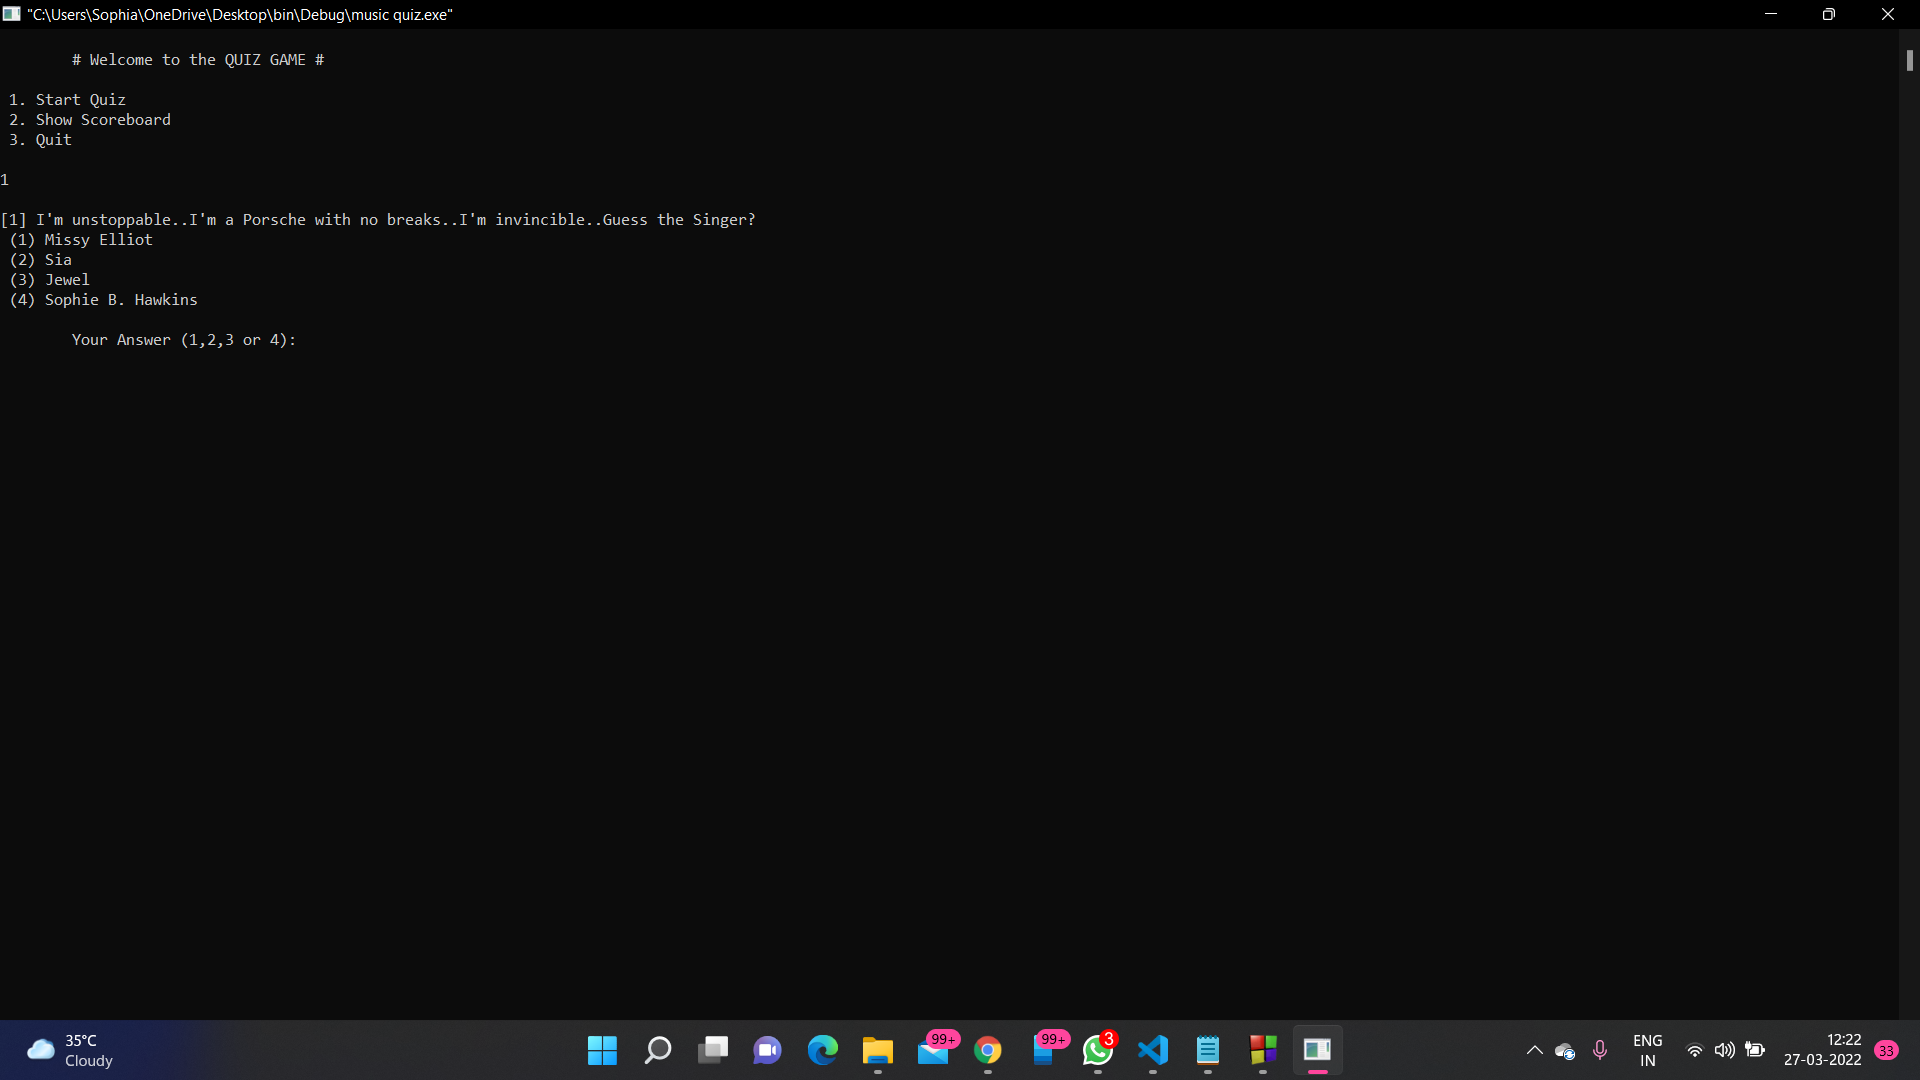 "C:\Users\Sophia\OneDrive\Desktop\bin\Debug\music quiz.exe"
# Welcome to the QUIZ GAME #
1. Start Quiz
2. Show Scoreboard
3. Quit
1
[1] I'm unstoppable..I'm a Porsche with no breaks..I'm invincible..Guess the Singer?
(1) Missy Elliot
(2) Sia
(3) Jewel
(4) Sophie B. Hawkins
Your Answer (1,2,3 or 4):
35°C
Cloudy
99+
99+
3
ENG
IN
12:22
27-03-2022
33